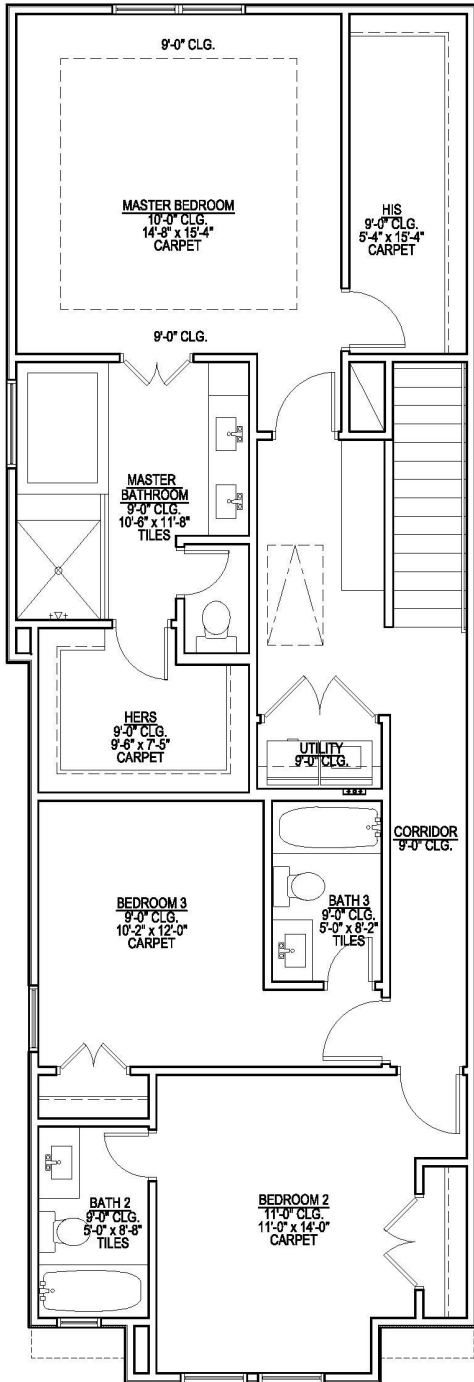 9'-0" CLG.
MASTER BEDROOM
10'-0" CLG.
14'-8" x 15'-4"
CARPET
HIS
9'-0" CLG.
5'-4" x 15'-4"
CARPET
9'-0" CLG.
MASTER
BATHROOM
9'-0" CLG.
10'-6" x 11'-8"
TILES
HERS
9'-0" CLG.
9'-6" x 7'-5"
CARPET
UTILITY
9'-0" CLG.
CORRIDOR
9'-0" CLG.
BEDROOM 3
9'-0" CLG.
10'-2" x 12'-0"
CARPET
BATH 3
9'-0" CLG.
5'-0" x 8'-2"
TILES
BATH 2
9'-0" CLG.
5'-0" x 8'-8"
TILES
BEDROOM 2
11'-0" CLG.
11'-0" x 14'-0"
CARPET